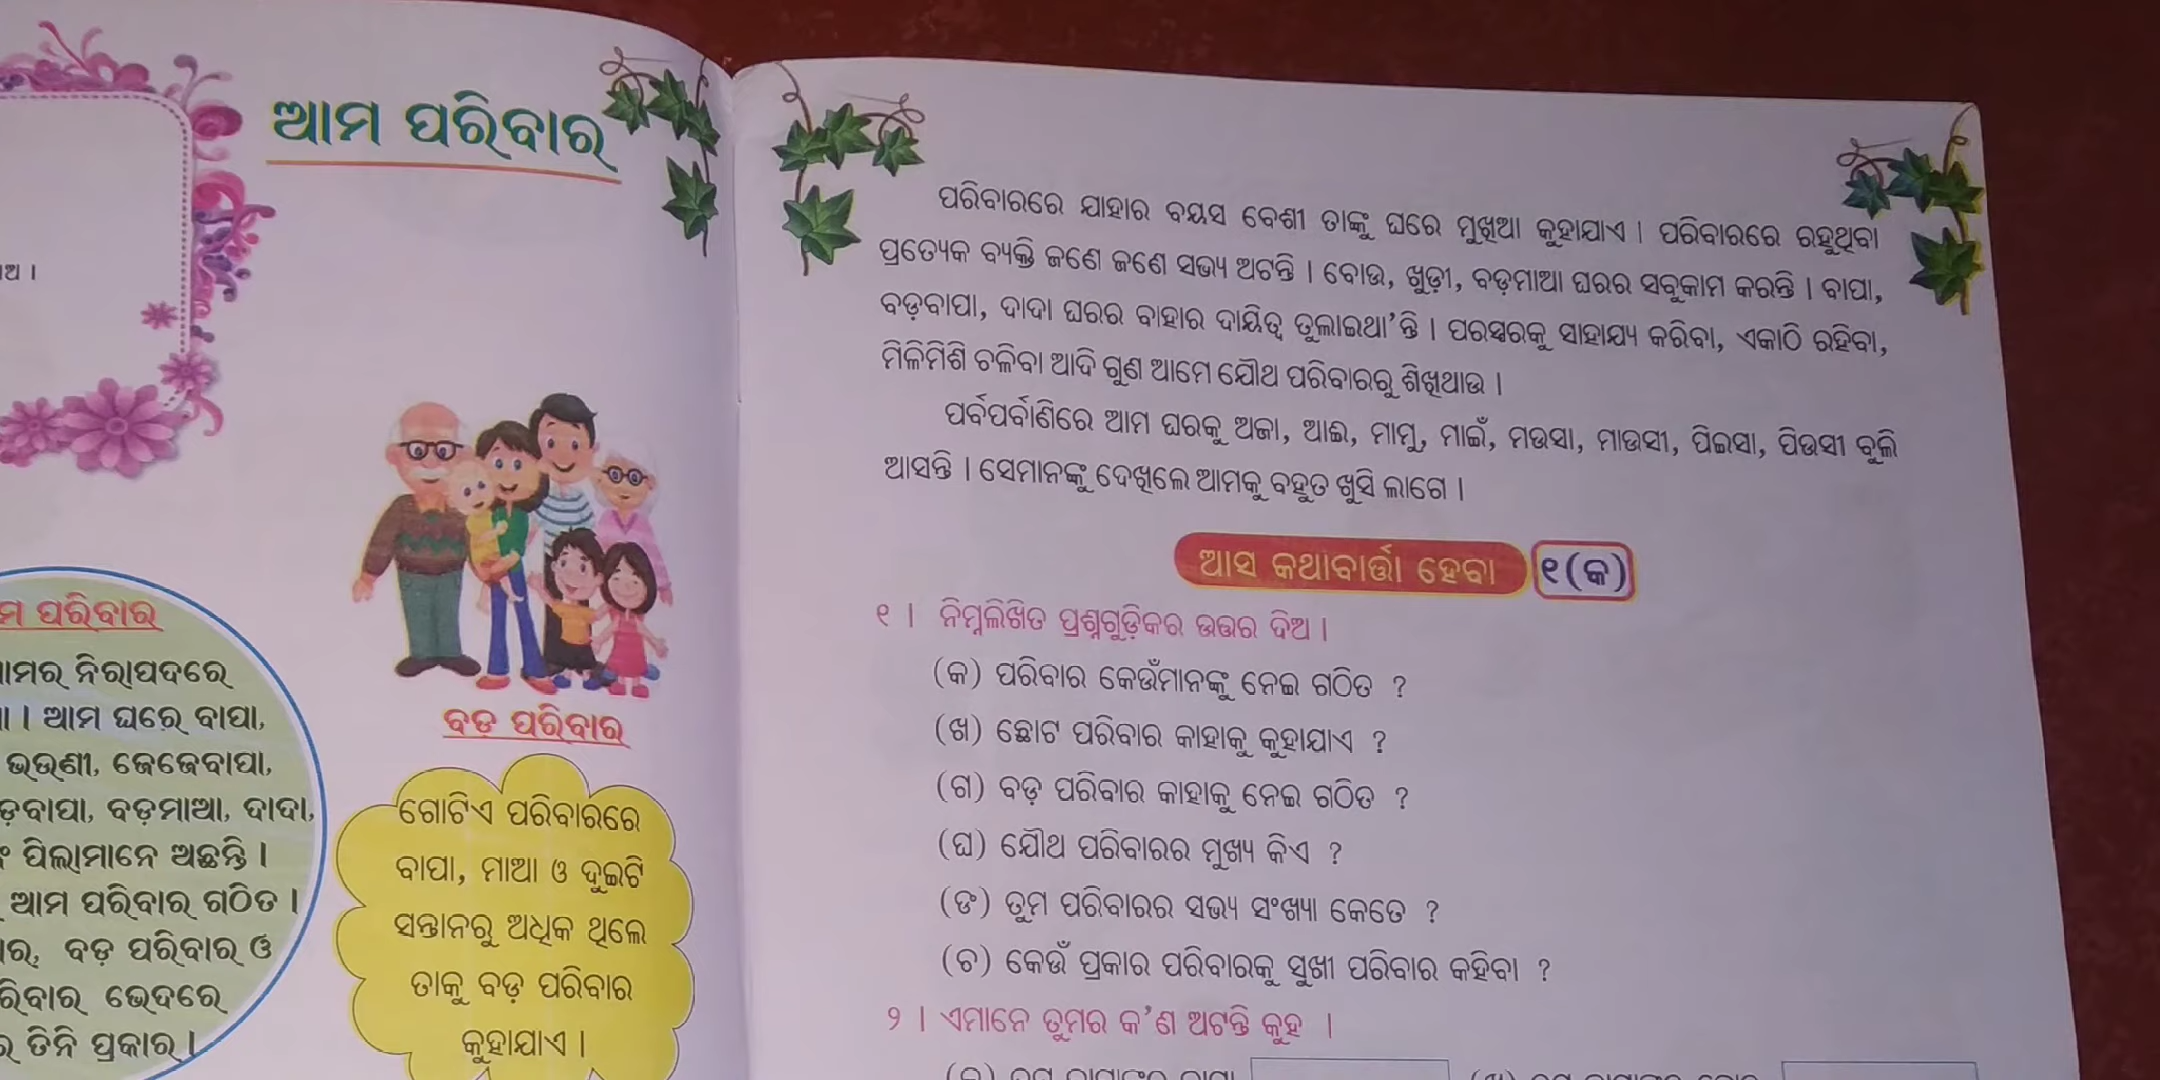 ଆମ ପରିବାର
ପରିବାର
ନିରାପଦରେ
। ଆମ ଘରେ ବାପା,
ଭଉଣୀ, ଜେଜେବାପା,
ବଡ଼ମାଆ, ଦାଦା,
ପିଲାମାନେ ଅଛନ୍ତି ।
ଆମ ପରିବାର ଗଠିତ ।
ବଡ଼ ପରିବାର ଓ
ଭେଦରେ
ତିନି ପ୍ରକାର ।
ବଡ ପରିବାର
ଗୋଟିଏ ପରିବାରରେ
ବାପା, ମାଆ ଓ ଦୁଇଟି
ସନ୍ତାନରୁ ଅଧିକ ଥିଲେ
ତାକୁ ବଡ଼ ପରିବାର
କୁହାଯାଏ ।
ପରିବାରରେ ଯାହାର ବୟସ ବେଶୀ ତାଙ୍କୁ ଘରେ ମୁଖିଆ କୁହାଯାଏ । ପରିବାରରେ ରହୁଥିବା
ପ୍ରତ୍ୟେକ ବ୍ୟକ୍ତି ଜଣେ ଜଣେ ସଭ୍ୟ ଅଟନ୍ତି । ବୋଉ, ଖୁଡ଼ୀ, ବଡ଼ମାଆ ଘରର ସବୁକାମ କରନ୍ତି । ବାପା,
ବଡ଼ବାପା, ଦାଦା ଘରର ବାହାର ଦାୟିତ୍ୱ ତୁଲାଇଥା'ନ୍ତି । ପରସ୍ପରକୁ ସାହାଯ୍ୟ କରିବା, ଏକାଠି ରହିବା,
ମିଳିମିଶି ଚଳିବା ଆଦି ଗୁଣ ଆମେ ଯୌଥ ପରିବାରରୁ ଶିଖିଥାଉ ।
ପର୍ବପର୍ବାଣିରେ ଆମ ଘରକୁ ଅଜା, ଆଈ, ମାମୁ, ମାଇଁ, ମଉସା, ମାଉସୀ, ପିଇସା, ପିଉସୀ ବୁଲି
ଆସନ୍ତି । ସେମାନଙ୍କୁ ଦେଖିଲେ ଆମକୁ ବହୁତ ଖୁସି ଲାଗେ ।
ଆସ କଥାବାର୍ତ୍ତା ହେବା ୧(କ)
୧ । ନିମ୍ନଲିଖିତ ପ୍ରଶ୍ନଗୁଡ଼ିକର ଉତ୍ତର ଦିଅ ।
(କ) ପରିବାର କେଉଁମାନଙ୍କୁ ନେଇ ଗଠିତ ?
(ଖ) ଛୋଟ ପରିବାର କାହାକୁ କୁହାଯାଏ ?
(ଗ) ବଡ଼ ପରିବାର କାହାକୁ ନେଇ ଗଠିତ ?
(ଘ) ଯୌଥ ପରିବାରର ମୁଖ୍ୟ କିଏ ?
(ଙ) ତୁମ ପରିବାରର ସଭ୍ୟ ସଂଖ୍ୟା କେତେ ?
(ଚ) କେଉଁ ପ୍ରକାର ପରିବାରକୁ ସୁଖୀ ପରିବାର କହିବା ?
୨ । ଏମାନେ ତୁମର କ'ଣ ଅଟନ୍ତି କୁହ ।